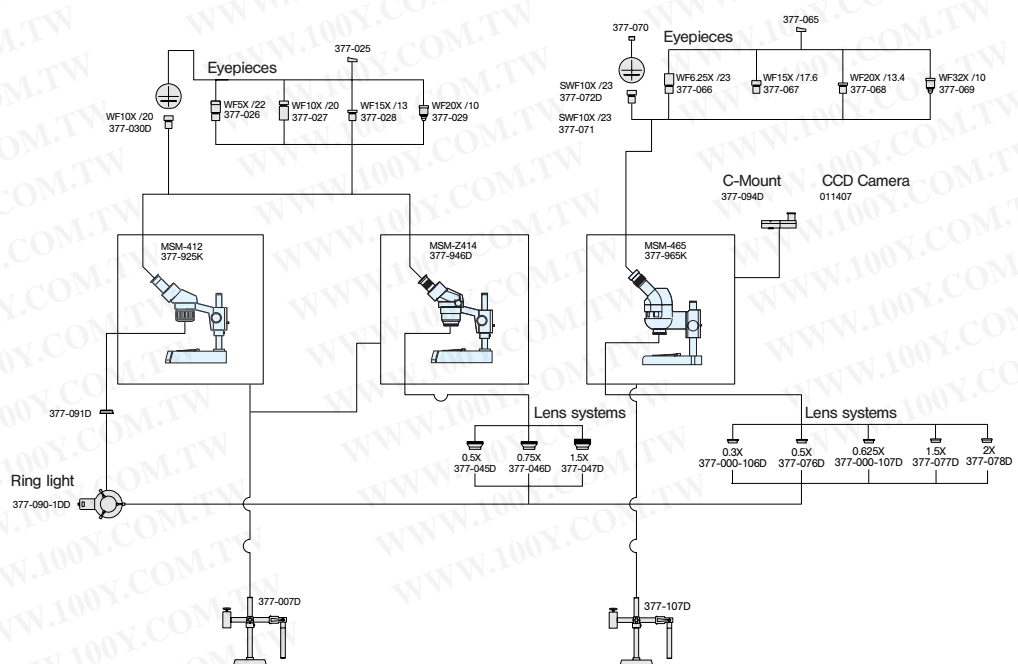 377-025
Eyepieces
WF10X /20
377-030D
WF5X /22
377-026
WF10X /20
377-027
WF15X /13
377-028
WF20X /10
377-029
377-070
377-065
Eyepieces
SWF10X /23
377-072D
SWF10X /23
377-071
WF6.25X /23
377-066
WF15X /17.6
377-067
WF20X /13.4
377-068
WF32X /10
377-069
C-Mount
377-094D
CCD Camera
011407
MSM-412
377-925K
MSM-Z414
377-946D
MSM-465
377-965K
377-091D
Ring light
377-090-1DD
Lens systems
0.5X
377-045D
0.75X
377-046D
1.5X
377-047D
Lens systems
0.3X
377-000-106D
0.5X
377-076D
0.625X
377-000-107D
1.5X
377-077D
2X
377-078D
377-007D
377-107D
WWW.100Y.COM.TW